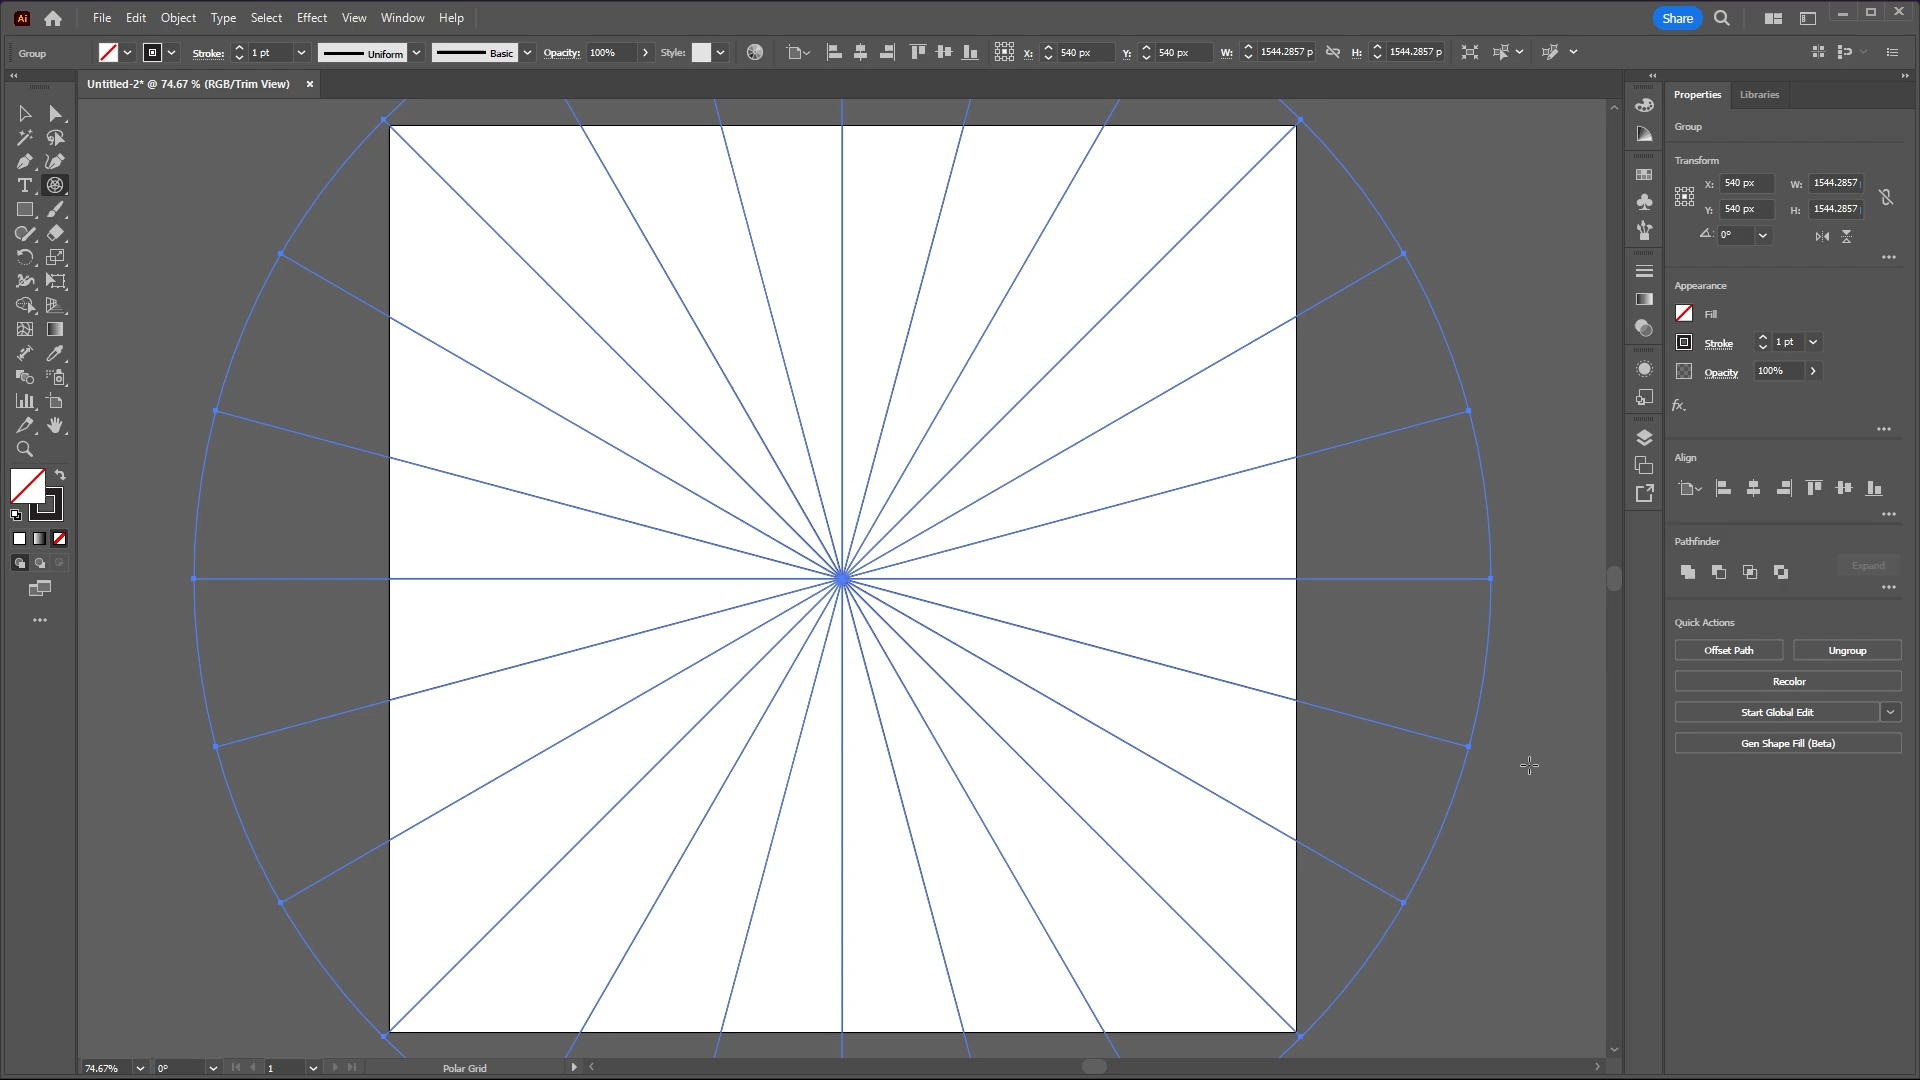 Ai File Edit Object Type Select Effect View Window Help Share
Group Stroke: 1 pt Uniform Basic Opacity: 100% Style: X: 540 px Y: 540 px W: 1544.2857 p H: 1544.2857 p
Untitled-2* @ 74.67 % (RGB/Trim View) ×
Properties Libraries
Group
Transform
X: 540 px W: 1544.2857
Y: 540 px H: 1544.2857
0°
Appearance
Fill
Stroke 1 pt
Opacity 100%
fx.
Align
Pathfinder
Expand
Quick Actions
Offset Path Ungroup
Recolor
Start Global Edit
Gen Shape Fill (Beta)
74.67% 0° 1 Polar Grid